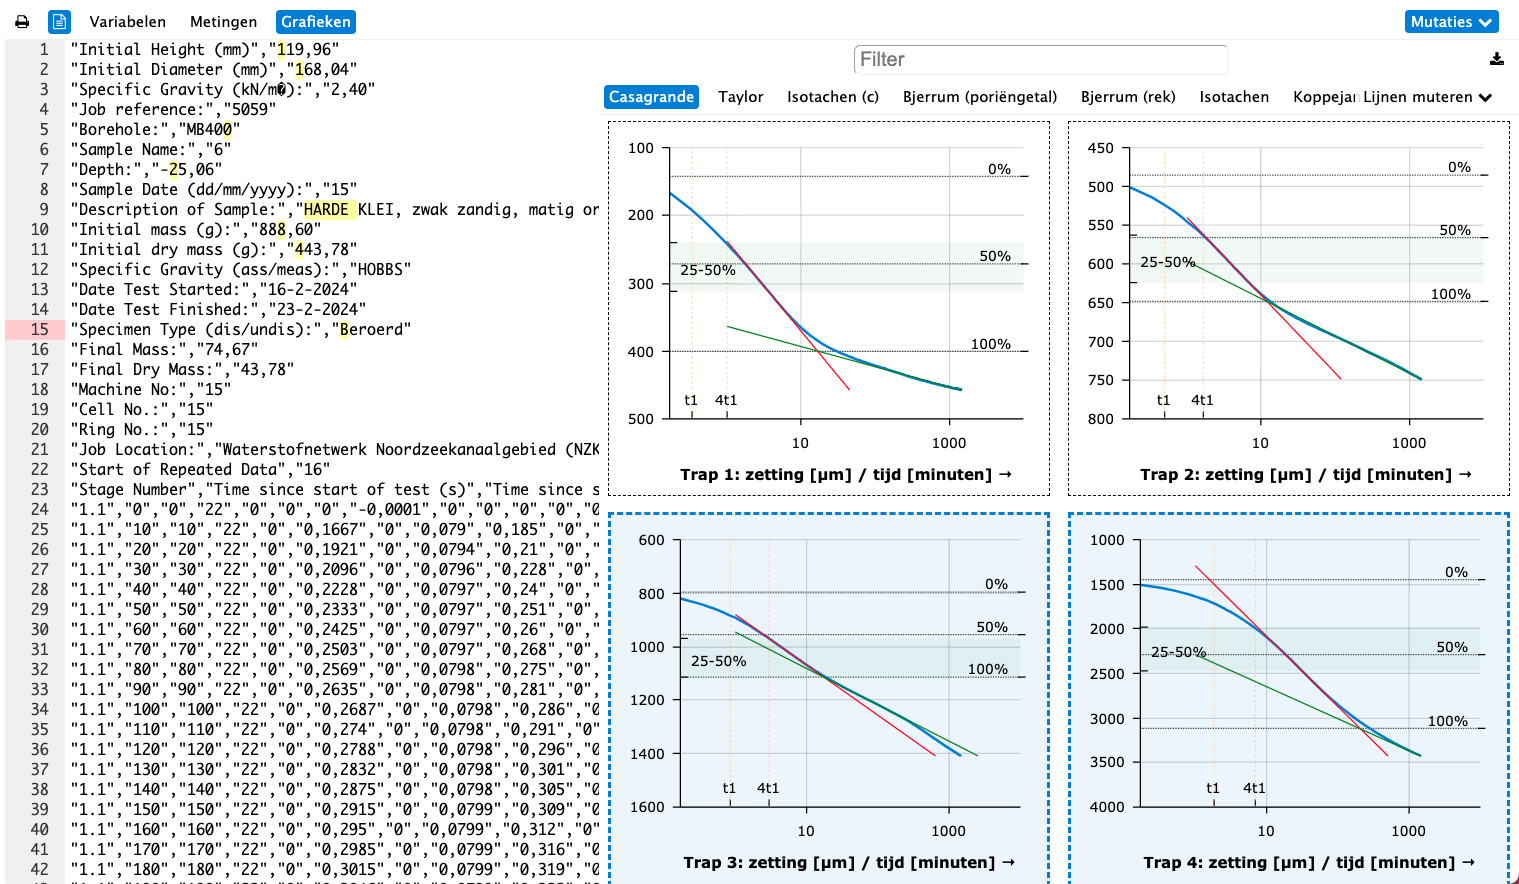 Variabelen Metingen Grafieken Mutaties
1 "Initial Height (mm)","119,96"
2 "Initial Diameter (mm)","168,04"
3 "Specific Gravity (kN/m�):","2,40"
4 "Job reference:","5059"
5 "Borehole:","MB400"
6 "Sample Name:","6"
7 "Depth:","-25,06"
8 "Sample Date (dd/mm/yyyy):","15"
9 "Description of Sample:","HARDE KLEI, zwak zandig, matig or
10 "Initial mass (g):","888,60"
11 "Initial dry mass (g):","443,78"
12 "Specific Gravity (ass/meas):","HOBBS"
13 "Date Test Started:","16-2-2024"
14 "Date Test Finished:","23-2-2024"
15 "Specimen Type (dis/undis):","Beroerd"
16 "Final Mass:","74,67"
17 "Final Dry Mass:","43,78"
18 "Machine No:","15"
19 "Cell No.:","15"
20 "Ring No.:","15"
21 "Job Location:","Waterstofnetwerk Noordzeekanaalgebied (NZK
22 "Start of Repeated Data","16"
23 "Stage Number","Time since start of test (s)","Time since s
24 "1.1","0","0","22","0","0","0","-0,0001","0","0","0","0","0
25 "1.1","10","10","22","0","0,1667","0","0,079","0,185","0",
26 "1.1","20","20","22","0","0,1921","0","0,0794","0,21","0",
27 "1.1","30","30","22","0","0,2096","0","0,0796","0,228","0",
28 "1.1","40","40","22","0","0,2228","0","0,0797","0,24","0",
29 "1.1","50","50","22","0","0,2333","0","0,0797","0,251","0",
30 "1.1","60","60","22","0","0,2425","0","0,0797","0,26","0",
31 "1.1","70","70","22","0","0,2503","0","0,0797","0,268","0",
32 "1.1","80","80","22","0","0,2569","0","0,0798","0,275","0",
33 "1.1","90","90","22","0","0,2635","0","0,0798","0,281","0",
34 "1.1","100","100","22","0","0,2687","0","0,0798","0,286","0
35 "1.1","110","110","22","0","0,274","0","0,0798","0,291","0"
36 "1.1","120","120","22","0","0,2788","0","0,0798","0,296","0
37 "1.1","130","130","22","0","0,2832","0","0,0798","0,301","0
38 "1.1","140","140","22","0","0,2875","0","0,0798","0,305","0
39 "1.1","150","150","22","0","0,2915","0","0,0799","0,309","0
40 "1.1","160","160","22","0","0,295","0","0,0799","0,312","0
41 "1.1","170","170","22","0","0,2985","0","0,0799","0,316","0
42 "1.1","180","180","22","0","0,3015","0","0,0799","0,319","0
Filter
Casagrande Taylor Isotachen (c) Bjerrum (poriëngetal) Bjerrum (rek) Isotachen Koppejan Lijnen muteren
100
200
300
400
500
0%
50%
25-50%
100%
t1 4t1
10 1000
Trap 1: zetting [µm] / tijd [minuten] →
450
500
550
600
650
700
750
800
0%
50%
25-50%
100%
t1 4t1
10 1000
Trap 2: zetting [µm] / tijd [minuten] →
600
800
1000
1200
1400
1600
0%
50%
25-50%
100%
t1 4t1
10 1000
Trap 3: zetting [µm] / tijd [minuten] →
1000
1500
2000
2500
3000
3500
4000
0%
50%
25-50%
100%
t1 4t1
10 1000
Trap 4: zetting [µm] / tijd [minuten] →